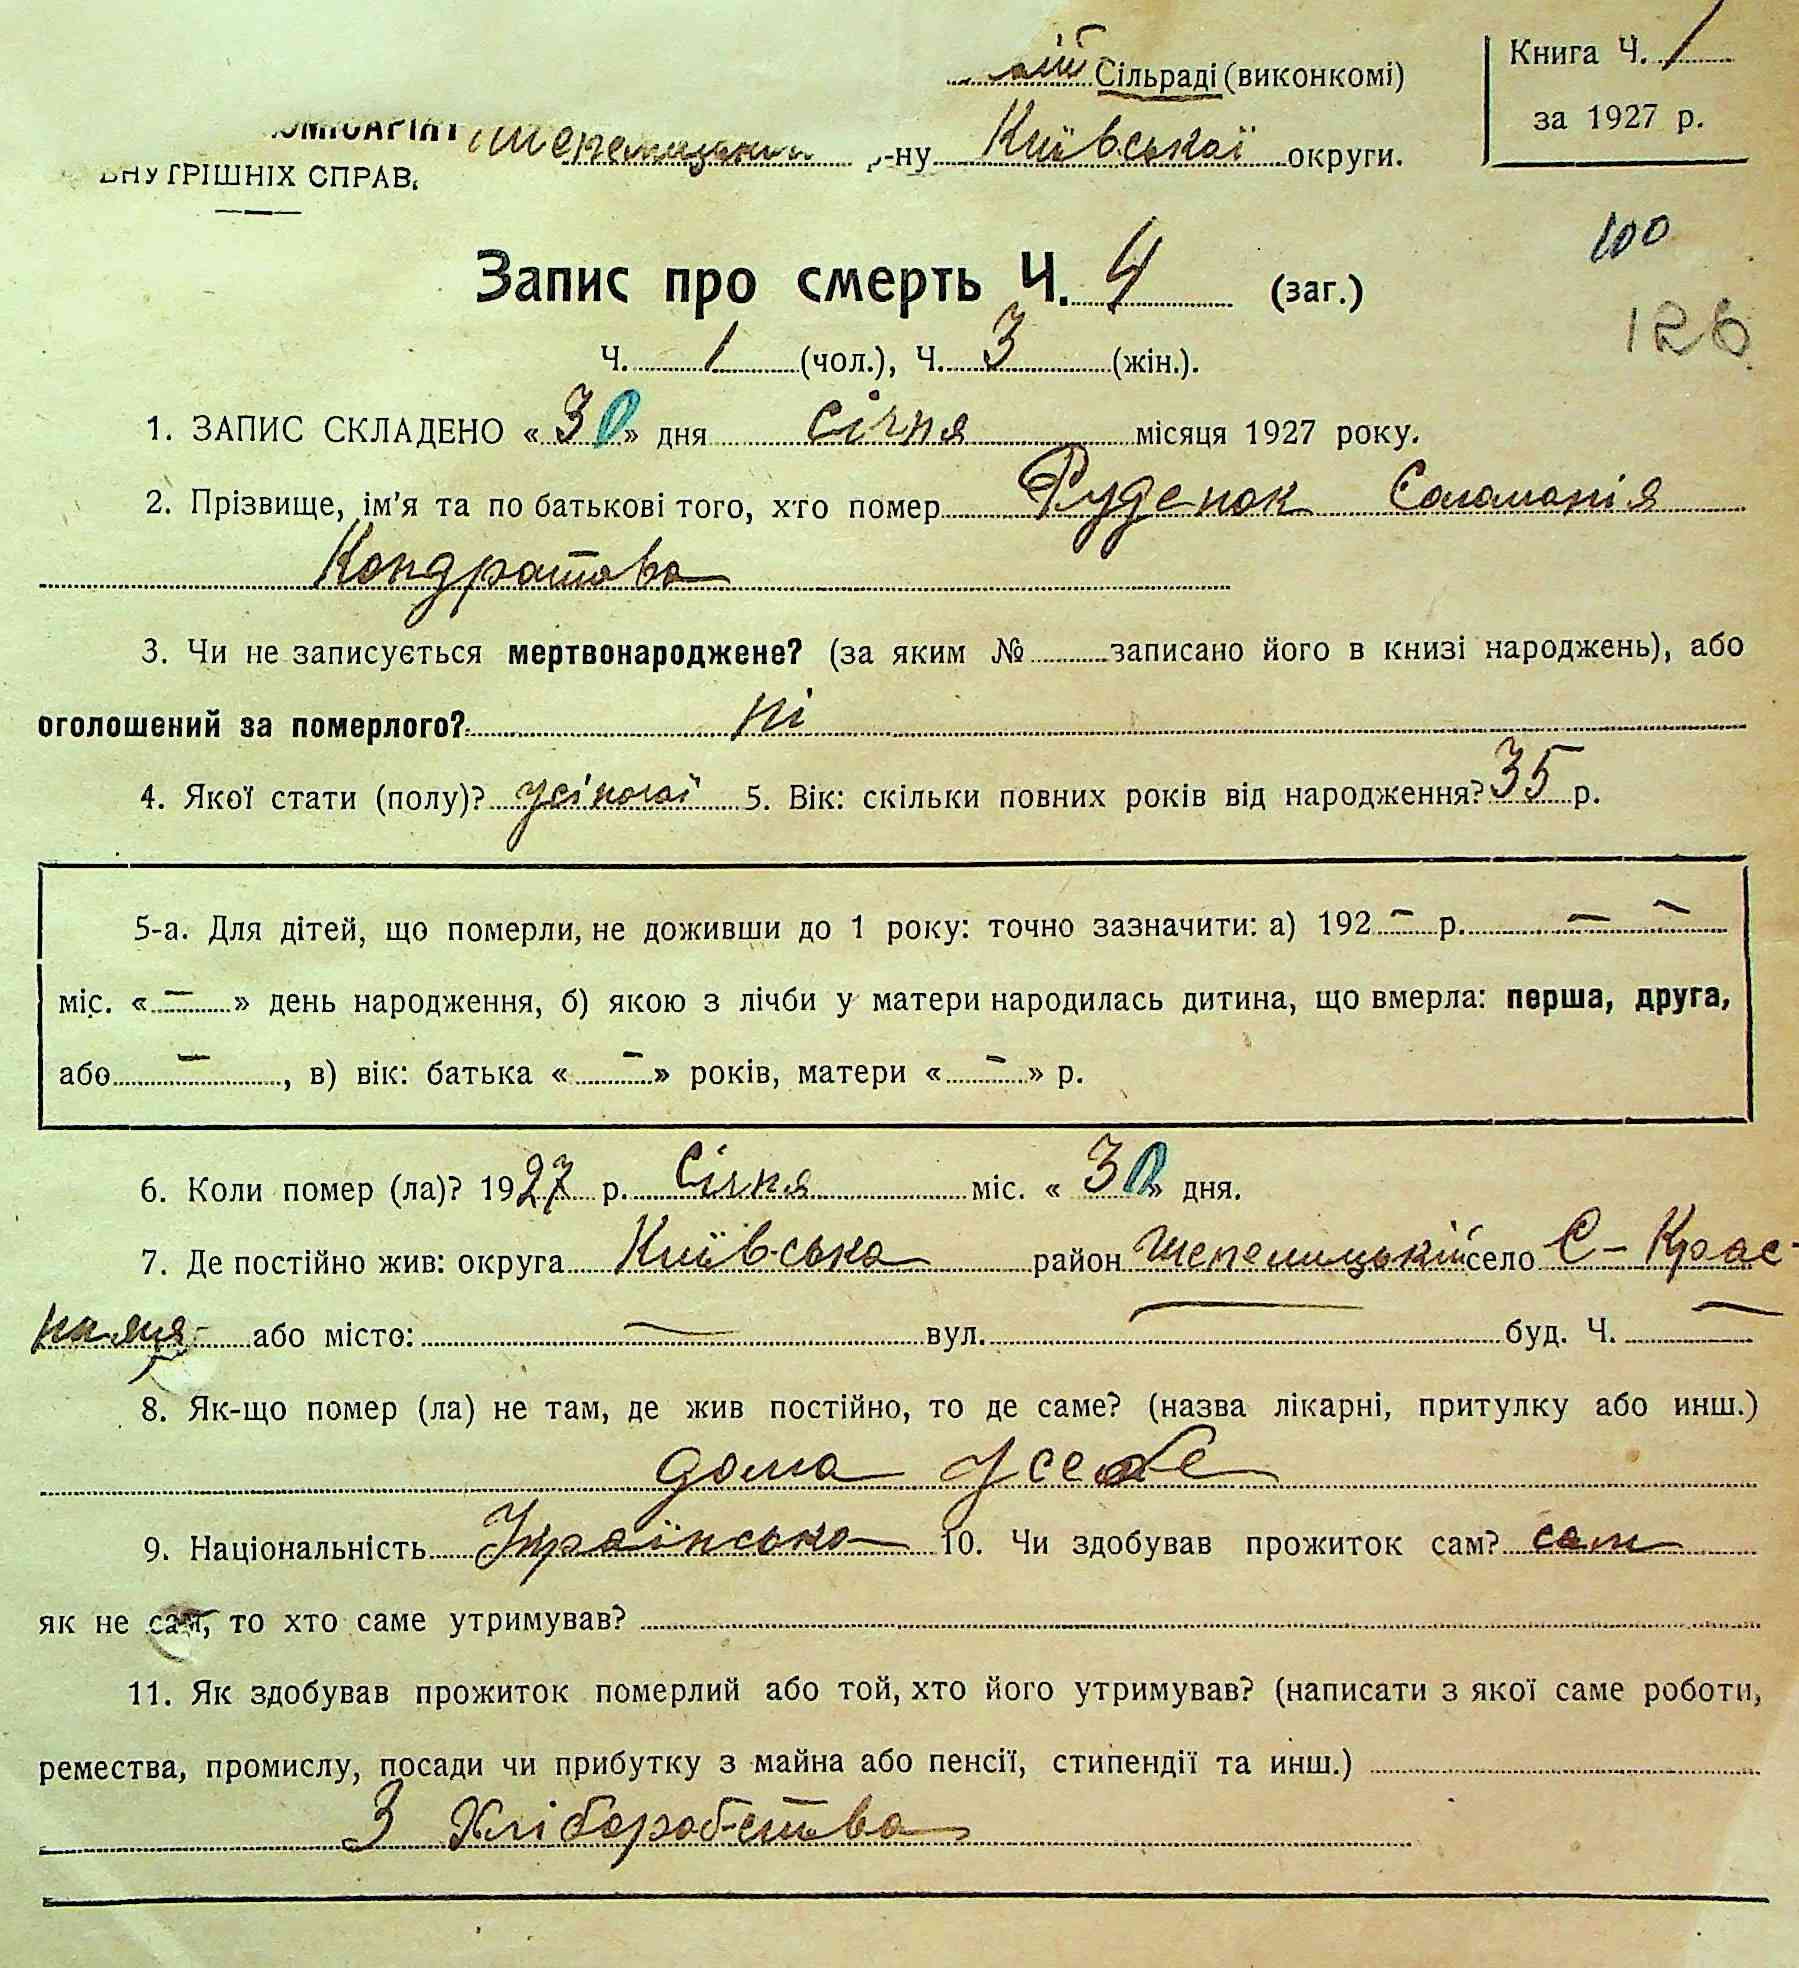 Сільраді (виконкомі)
Книга Ч. 1
за 1927 р.
р-ну Київської округи.
ВНУТРІШНІХ СПРАВ.
100
Запис про смерть Ч. 4 (заг.)
126
Ч. 1 (чол.), Ч. 3 (жін.).
1. ЗАПИС СКЛАДЕНО «30» дня січня місяця 1927 року.
2. Прізвище, ім'я та по батькові того, хто помер Руденок Соломонія
Кондратова
3. Чи не записується мертвонароджене? (за яким № записано його в книзі народжень), або
оголошений за померлого? ні
4. Якої стати (полу)? жіночої 5. Вік: скільки повних років від народження? 35 р.
5-а. Для дітей, що померли, не доживши до 1 року: точно зазначити: а) 192 – р. – –
міс. « – » день народження, б) якою з лічби у матери народилась дитина, що вмерла: перша, друга,
або – , в) вік: батька « – » років, матери « – » р.
6. Коли помер (ла)? 1927 р. Січня міс. « 30 » дня.
7. Де постійно жив: округа Київська район Шепелицькій село С – Крас-
або місто: – вул. – буд. Ч. –
8. Як-що помер (ла) не там, де жив постійно, то де саме? (назва лікарні, притулку або инш.)
дома у себе
9. Національність Українська 10. Чи здобував прожиток сам? сам
як не сам, то хто саме утримував?
11. Як здобував прожиток померлий або той, хто його утримував? (написати з якої саме роботи,
ремества, промислу, посади чи прибутку з майна або пенсії, стипендії та инш.)
З Хліборобства